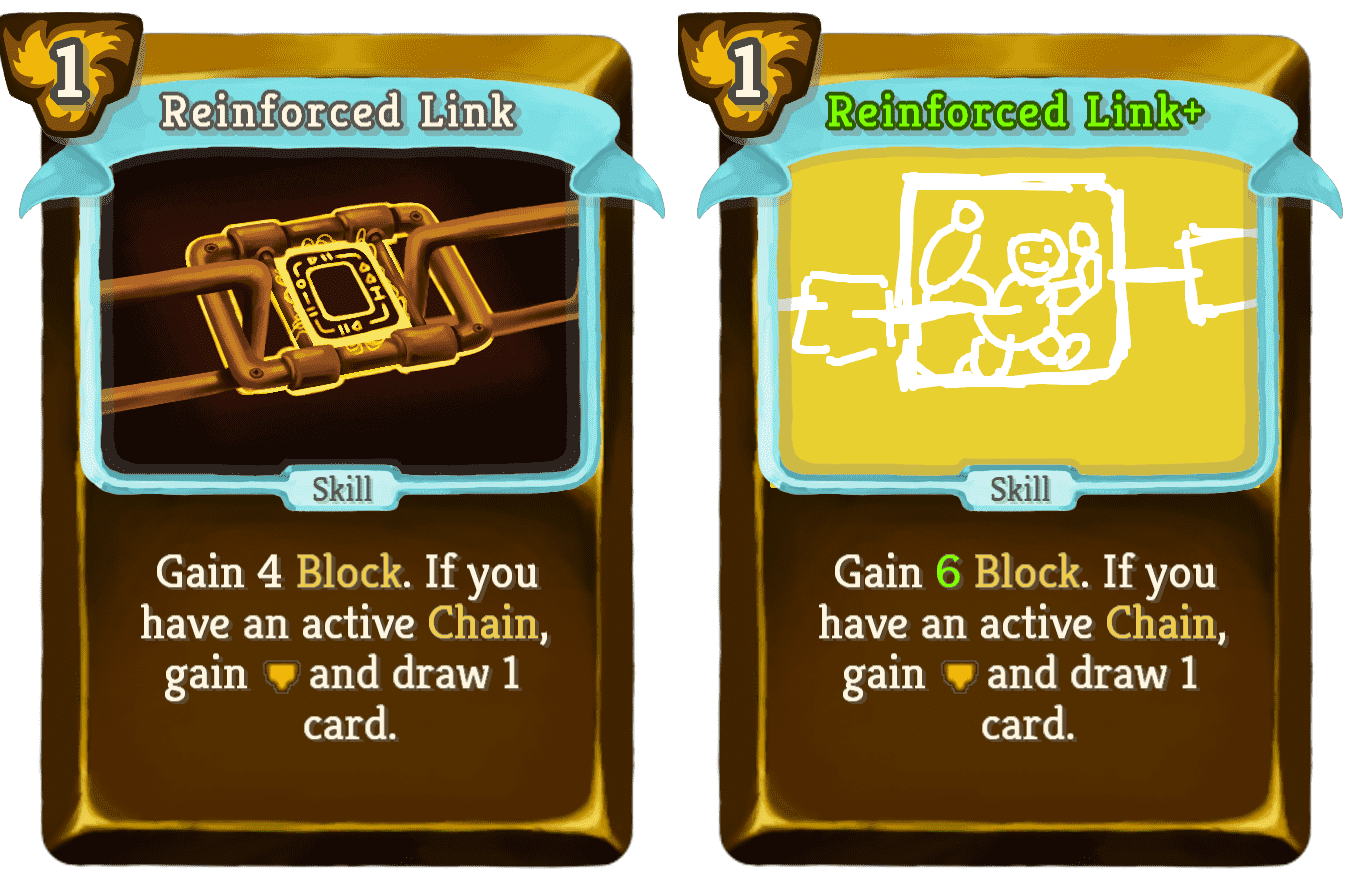 1
Reinforced Link
Skill
Gain 4 Block. If you
have an active Chain,
gain and draw 1
card.
1
Reinforced Link+
Skill
Gain 6 Block. If you
have an active Chain,
gain and draw 1
card.